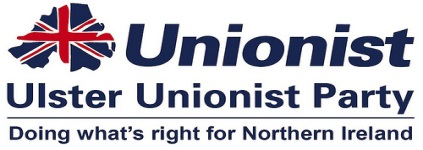 Unionist
Ulster Unionist Party
Doing what's right for Northern Ireland